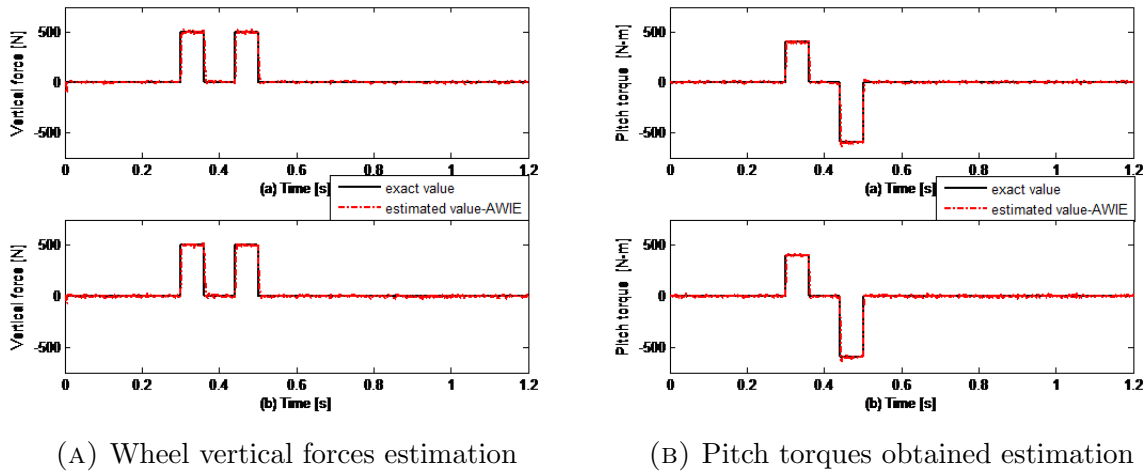 Vertical force [N]
500
0
-500
0 0.2 0.4 0.6 0.8 1 1.2
(a) Time [s]
exact value
estimated value-AWIE
Vertical force [N]
500
0
-500
0 0.2 0.4 0.6 0.8 1 1.2
(b) Time [s]
(A) Wheel vertical forces estimation
Pitch torque [N-m]
500
0
-500
0 0.2 0.4 0.6 0.8 1 1.2
(a) Time [s]
exact value
estimated value-AWIE
Pitch torque [N-m]
500
0
-500
0 0.2 0.4 0.6 0.8 1 1.2
(b) Time [s]
(B) Pitch torques obtained estimation